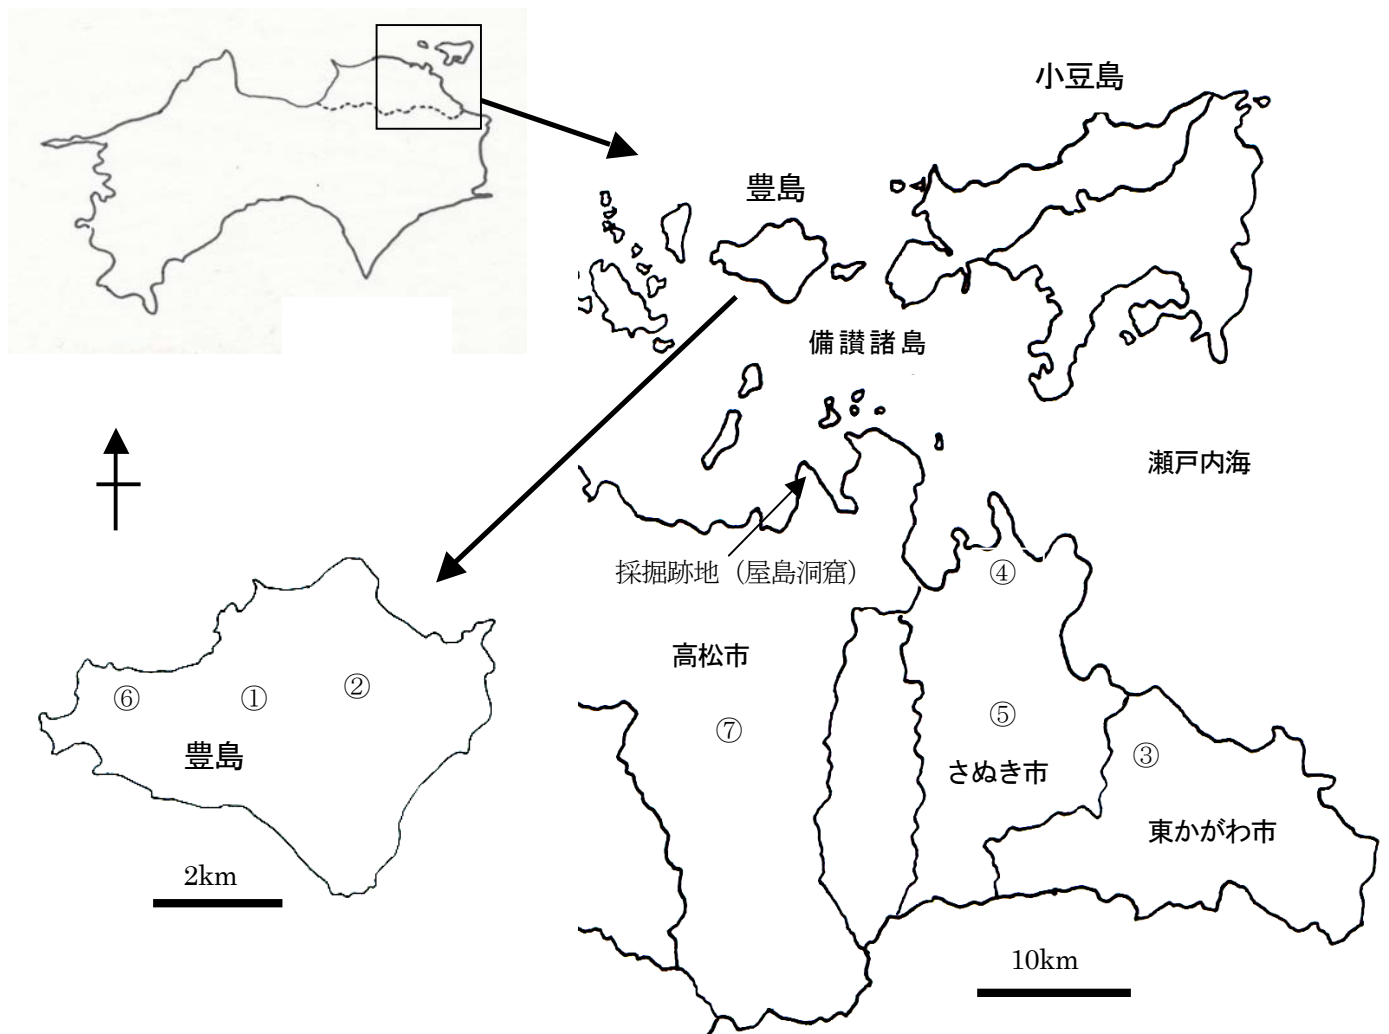 小豆島
豊島
備讃諸島
瀬戸内海
採掘跡地（屋島洞窟）
④
高松市
⑥
①
②
⑦
⑤
豊島
③
さぬき市
東かがわ市
2km
10km